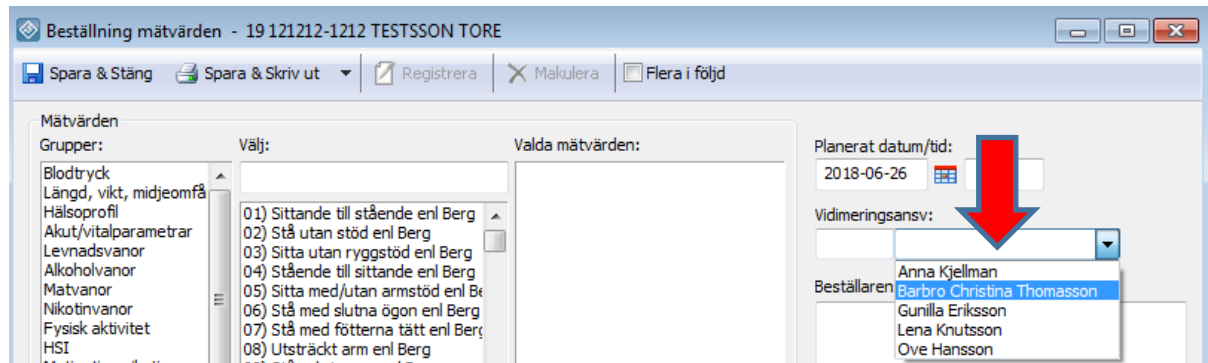 Beställning mätvärden - 19 121212-1212 TESTSSON TORE
Spara & Stäng Spara & Skriv ut Registrera Makulera Flera i följd
Mätvärden
Grupper:
Blodtryck
Längd, vikt, midjeomfå
Hälsoprofil
Akut/vitalparametrar
Levnadsvanor
Alkoholvanor
Matvanor
Nikotinvanor
Fysisk aktivitet
HSI
Välj:
01) Sittande till stående enl Berg
02) Stå utan stöd enl Berg
03) Sitta utan ryggstöd enl Berg
04) Stående till sittande enl Berg
05) Sitta med/utan armstöd enl Be
06) Stå med slutna ögon enl Berg
07) Stå med fötterna tätt enl Berg
08) Utsträckt arm enl Berg
Valda mätvärden:
Planerat datum/tid:
2018-06-26
Vidimeringsansv:
Anna Kjellman
Barbro Christina Thomasson
Gunilla Eriksson
Lena Knutsson
Ove Hansson
Beställaren